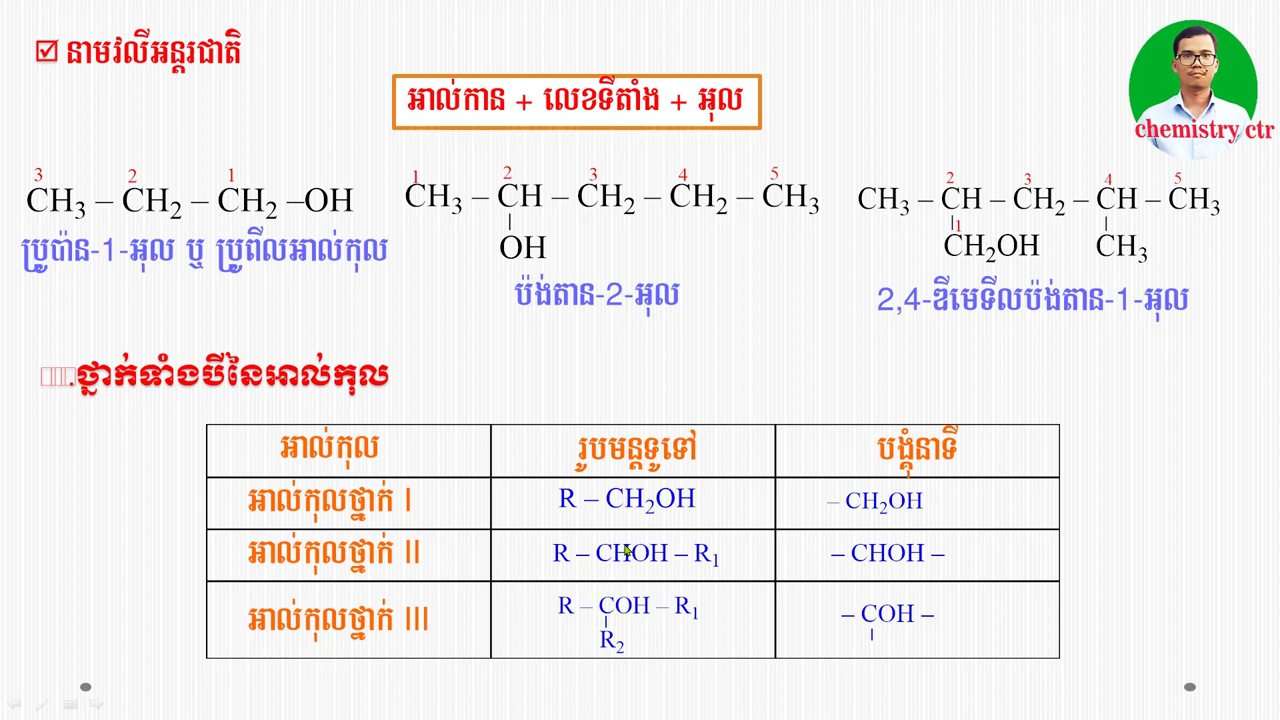 ☑ នាមវលីអន្តរជាតិ
chemistry ctr
អាល់កាន + លេខទីតាំង + អុល
3 2 1
CH₃ – CH₂ – CH₂ –OH
ប្រូប៉ាន-1-អុល ឬ ប្រូពីលអាល់កុល
1 2 3 4 5
CH₃ – CH – CH₂ – CH₂ – CH₃
OH
ប៉ង់តាន-2-អុល
2 3 4 5
CH₃ – CH – CH₂ – CH – CH₃
1
CH₂OH CH₃
2,4-ឌីមេទីលប៉ង់តាន-1-អុល
.ថ្នាក់ទាំងបីនៃអាល់កុល
អាល់កុល រូបមន្តទូទៅ បង្គុំនាទី
អាល់កុលថ្នាក់ I R – CH₂OH – CH₂OH
អាល់កុលថ្នាក់ II R – CHOH – R₁ – CHOH –
អាល់កុលថ្នាក់ III R – COH – R₁ – COH –
R₂